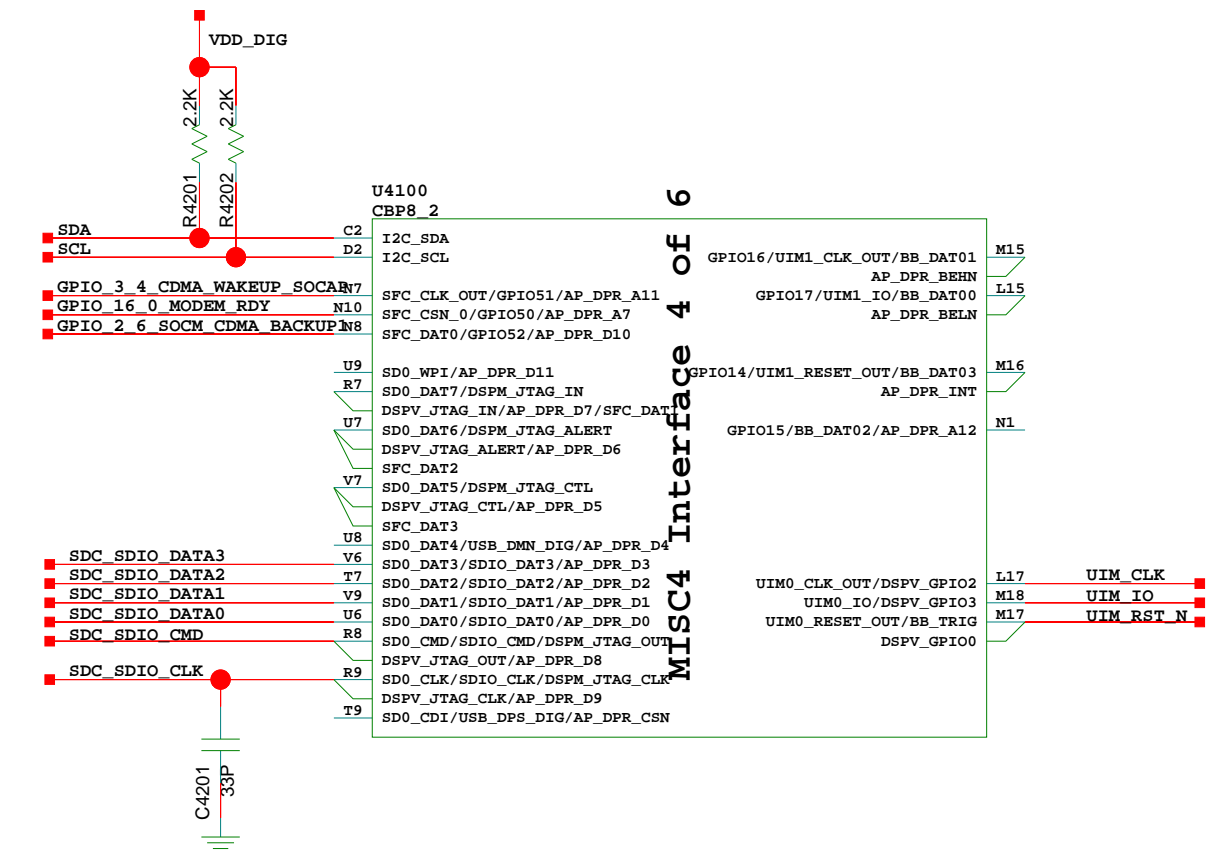 VDD_DIG
2.2K
2.2K
R4201
R4202
U4100
CBP8_2
MISC4 Interface 4 of 6
SDA
C2
I2C_SDA
SCL
D2
I2C_SCL
GPIO16/UIM1_CLK_OUT/BB_DAT01
M15
AP_DPR_BEHN
GPIO_3_4_CDMA_WAKEUP_SOCAP
N7
SFC_CLK_OUT/GPIO51/AP_DPR_A11
GPIO17/UIM1_IO/BB_DAT00
L15
GPIO_16_0_MODEM_RDY
N10
SFC_CSN_0/GPIO50/AP_DPR_A7
AP_DPR_BELN
GPIO_2_6_SOCM_CDMA_BACKUP1
N8
SFC_DAT0/GPIO52/AP_DPR_D10
U9
SD0_WPI/AP_DPR_D11
GPIO14/UIM1_RESET_OUT/BB_DAT03
M16
R7
SD0_DAT7/DSPM_JTAG_IN
AP_DPR_INT
DSPV_JTAG_IN/AP_DPR_D7/SFC_DAT1
U7
SD0_DAT6/DSPM_JTAG_ALERT
GPIO15/BB_DAT02/AP_DPR_A12
N1
DSPV_JTAG_ALERT/AP_DPR_D6
SFC_DAT2
V7
SD0_DAT5/DSPM_JTAG_CTL
DSPV_JTAG_CTL/AP_DPR_D5
SFC_DAT3
U8
SD0_DAT4/USB_DMN_DIG/AP_DPR_D4
SDC_SDIO_DATA3
V6
SD0_DAT3/SDIO_DAT3/AP_DPR_D3
SDC_SDIO_DATA2
T7
SD0_DAT2/SDIO_DAT2/AP_DPR_D2
UIM0_CLK_OUT/DSPV_GPIO2
L17
UIM_CLK
SDC_SDIO_DATA1
V9
SD0_DAT1/SDIO_DAT1/AP_DPR_D1
UIM0_IO/DSPV_GPIO3
M18
UIM_IO
SDC_SDIO_DATA0
U6
SD0_DAT0/SDIO_DAT0/AP_DPR_D0
UIM0_RESET_OUT/BB_TRIG
M17
UIM_RST_N
SDC_SDIO_CMD
R8
SD0_CMD/SDIO_CMD/DSPM_JTAG_OUT
DSPV_GPIO0
DSPV_JTAG_OUT/AP_DPR_D8
SDC_SDIO_CLK
R9
SD0_CLK/SDIO_CLK/DSPM_JTAG_CLK
DSPV_JTAG_CLK/AP_DPR_D9
T9
SD0_CDI/USB_DPS_DIG/AP_DPR_CSN
C4201
33P